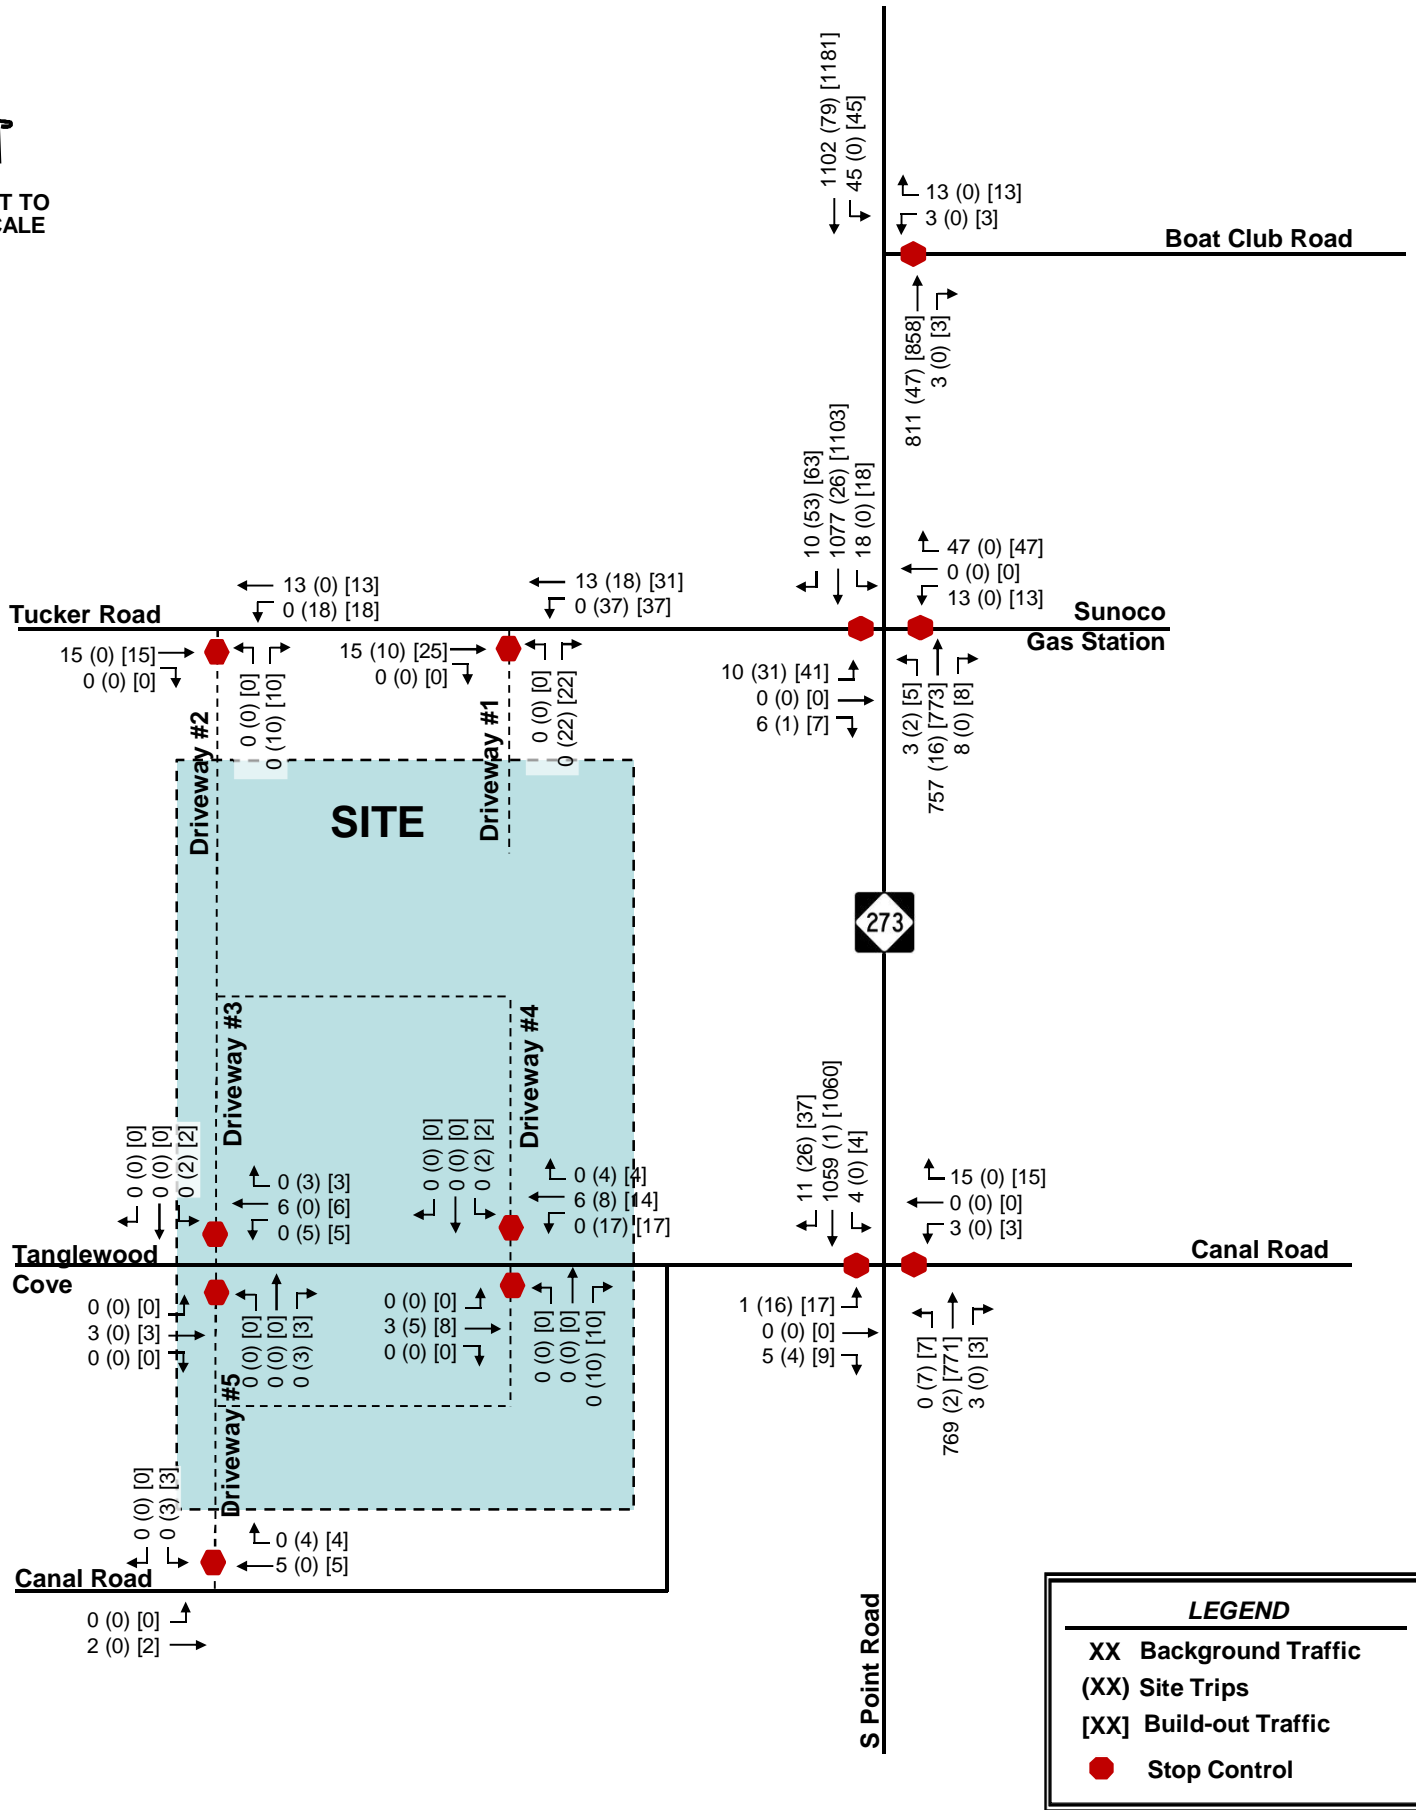 1102 (79) [1181]
45 (0) [45]
T TO
CALE
13 (0) [13]
3 (0) [3]
Boat Club Road
811 (47) [858]
3 (0) [3]
10 (53) [63]
1077 (26) [1103]
18 (0) [18]
47 (0) [47]
0 (0) [0]
13 (0) [13]
Sunoco
Gas Station
13 (0) [13]
0 (18) [18]
13 (18) [31]
0 (37) [37]
Tucker Road
15 (0) [15]
0 (0) [0]
0 (0) [0]
0 (10) [10]
15 (10) [25]
0 (0) [0]
0 (0) [0]
0 (22) [22]
10 (31) [41]
0 (0) [0]
6 (1) [7]
3 (2) [5]
757 (16) [773]
8 (0) [8]
Driveway #2
Driveway #1
SITE
273
Driveway #3
Driveway #4
0 (0) [0]
0 (0) [0]
0 (2) [2]
0 (3) [3]
6 (0) [6]
0 (5) [5]
0 (0) [0]
0 (0) [0]
0 (2) [2]
0 (4) [4]
6 (8) [14]
0 (17) [17]
11 (26) [37]
1059 (1) [1060]
4 (0) [4]
15 (0) [15]
0 (0) [0]
3 (0) [3]
Tanglewood
Cove
Canal Road
0 (0) [0]
3 (0) [3]
0 (0) [0]
0 (0) [0]
0 (0) [0]
0 (3) [3]
0 (0) [0]
3 (5) [8]
0 (0) [0]
0 (0) [0]
0 (0) [0]
0 (10) [10]
1 (16) [17]
0 (0) [0]
5 (4) [9]
0 (7) [7]
769 (2) [771]
3 (0) [3]
Driveway #5
0 (0) [0]
0 (3) [3]
0 (4) [4]
5 (0) [5]
Canal Road
0 (0) [0]
2 (0) [2]
S Point Road
LEGEND
XX Background Traffic
(XX) Site Trips
[XX] Build-out Traffic
Stop Control